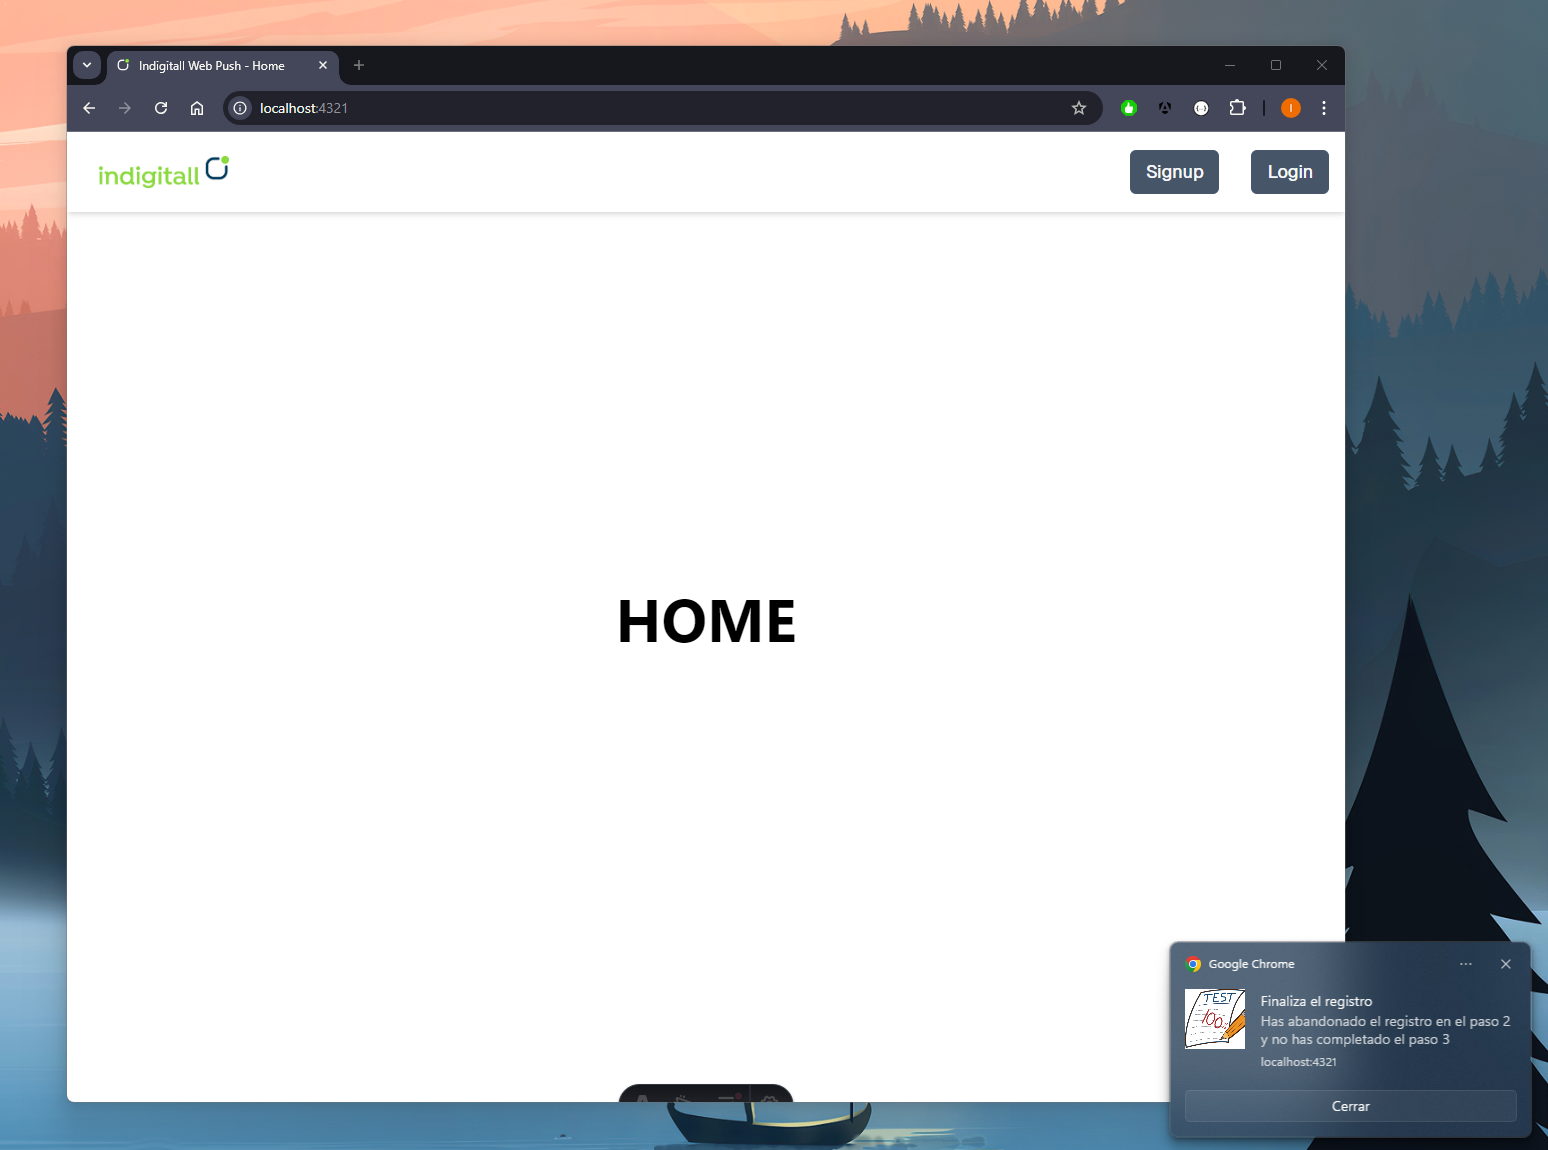 Indigitall Web Push - Home
localhost:4321
indigitall
Signup
Login
HOME
Google Chrome
TEST
100%
Finaliza el registro
Has abandonado el registro en el paso 2
y no has completado el paso 3
localhost:4321
Cerrar